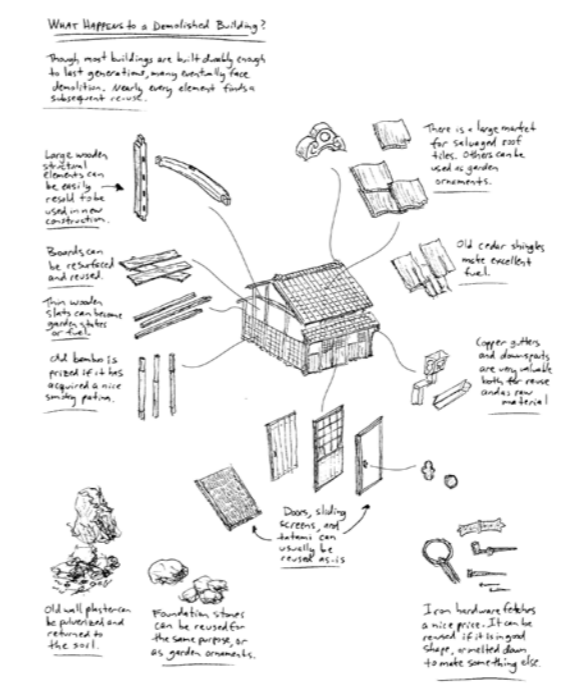 What Happens to a Demolished Building?
Though most buildings are built durably enough
to last generations, many eventually face
demolition. Nearly every element finds a
subsequent re-use.
Large wooden
structural
elements can
be easily
resold to be
used in new
construction.
Boards can
be resurfaced
and reused.
Thin wooden
slats can become
garden stakes
or fuel.
Old bamboo is
prized if it has
acquired a nice
smoky patina.
There is a large market
for salvaged roof
tiles. Others can be
used as garden
ornaments.
Old cedar shingles
make excellent
fuel.
Copper gutters
and downspouts
are very valuable
both for reuse
and as raw
material
Doors, sliding
screens, and
tatami can
usually be
reused as-is
Old wall plaster can
be pulverized and
returned to
the soil.
Foundation stones
can be reused for
the same purpose, or
as garden ornaments.
Iron hardware fetches
a nice price. It can be
reused if it is in good
shape, or melted down
to make something else.